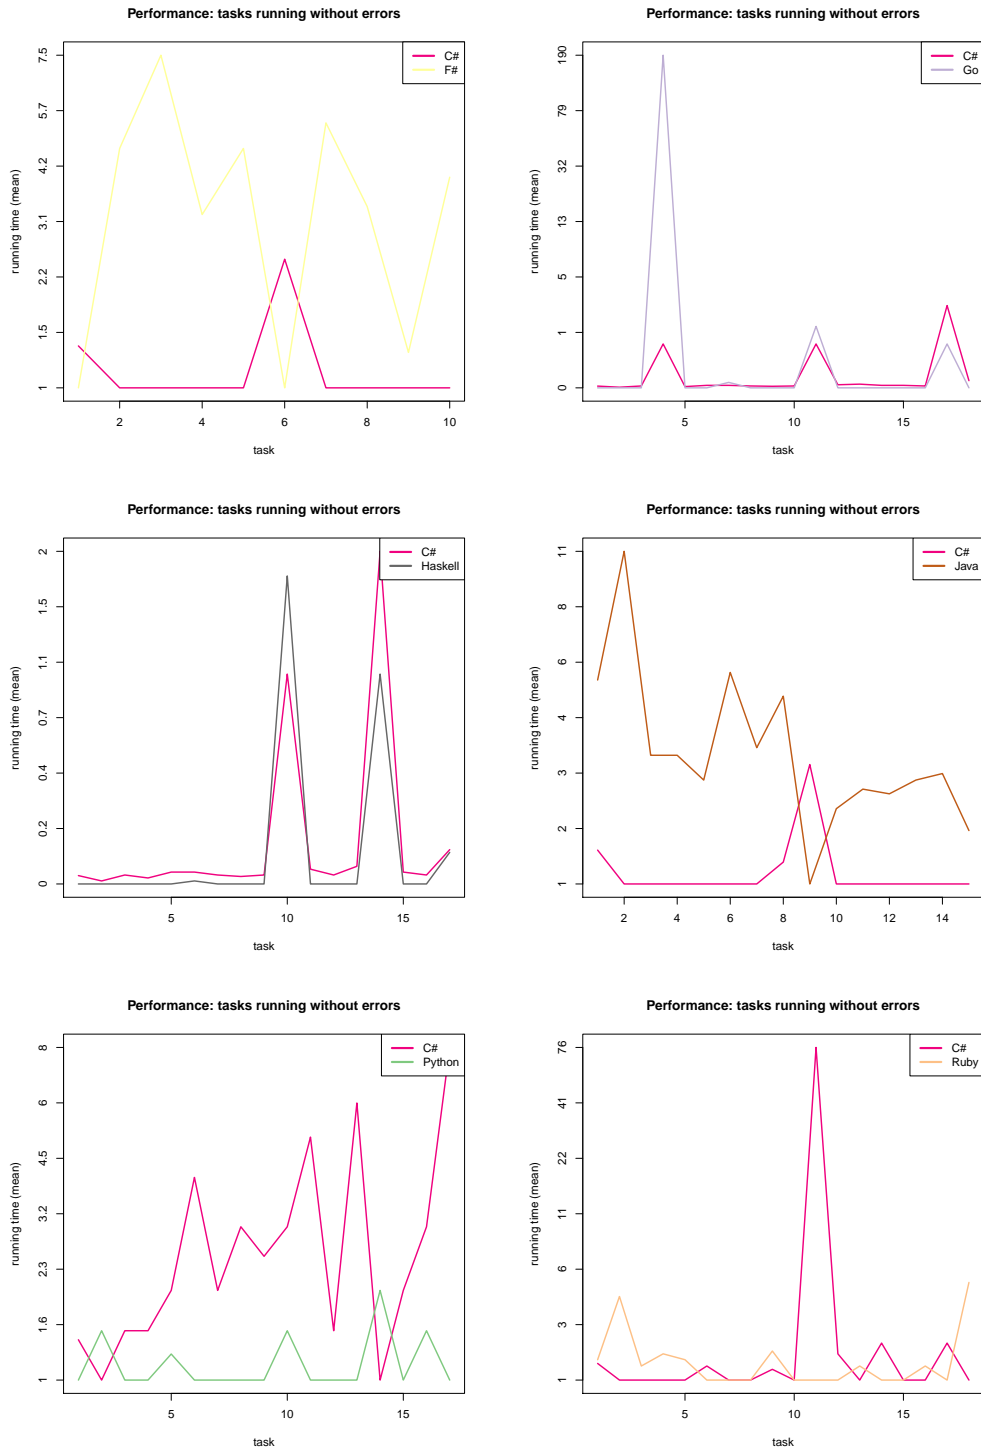 Performance: tasks running without errors
C#
F#
running time (mean)
7.5
5.7
4.2
3.1
2.2
1.5
1
2 4 6 8 10
task
Performance: tasks running without errors
C#
Go
running time (mean)
190
79
32
13
5
1
0
5 10 15
task
Performance: tasks running without errors
C#
Haskell
running time (mean)
2
1.5
1.1
0.7
0.4
0.2
0
5 10 15
task
Performance: tasks running without errors
C#
Java
running time (mean)
11
8
6
4
3
2
1
2 4 6 8 10 12 14
task
Performance: tasks running without errors
C#
Python
running time (mean)
8
6
4.5
3.2
2.3
1.6
1
5 10 15
task
Performance: tasks running without errors
C#
Ruby
running time (mean)
76
41
22
11
6
3
1
5 10 15
task